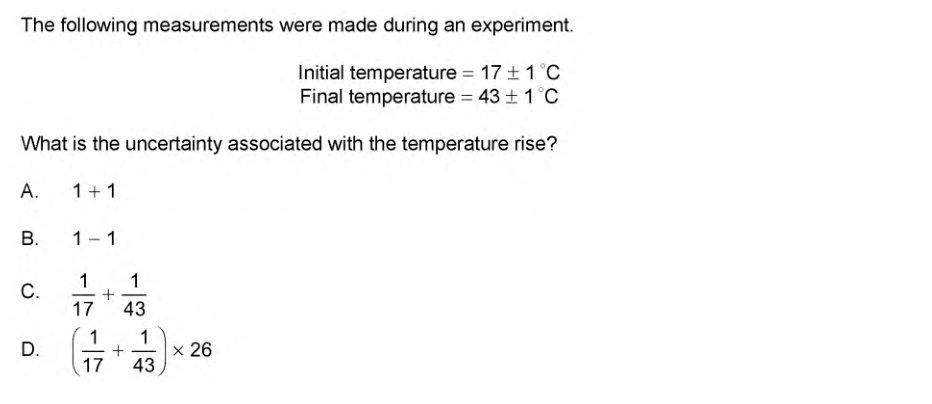 The following measurements were made during an experiment.
Initial temperature = 17 ± 1 °C
Final temperature = 43 ± 1 °C
What is the uncertainty associated with the temperature rise?
A. 1 + 1
B. 1 – 1
C. 1/17 + 1/43
D. (1/17 + 1/43) × 26